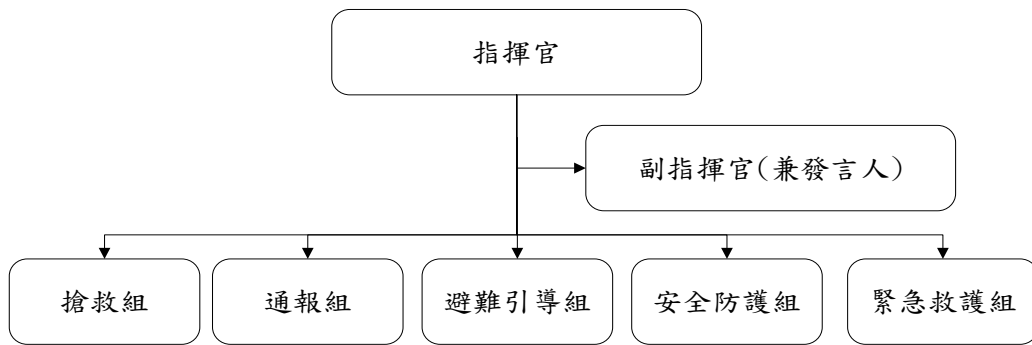 指揮官
副指揮官(兼發言人)
搶救組
通報組
避難引導組
安全防護組
緊急救護組